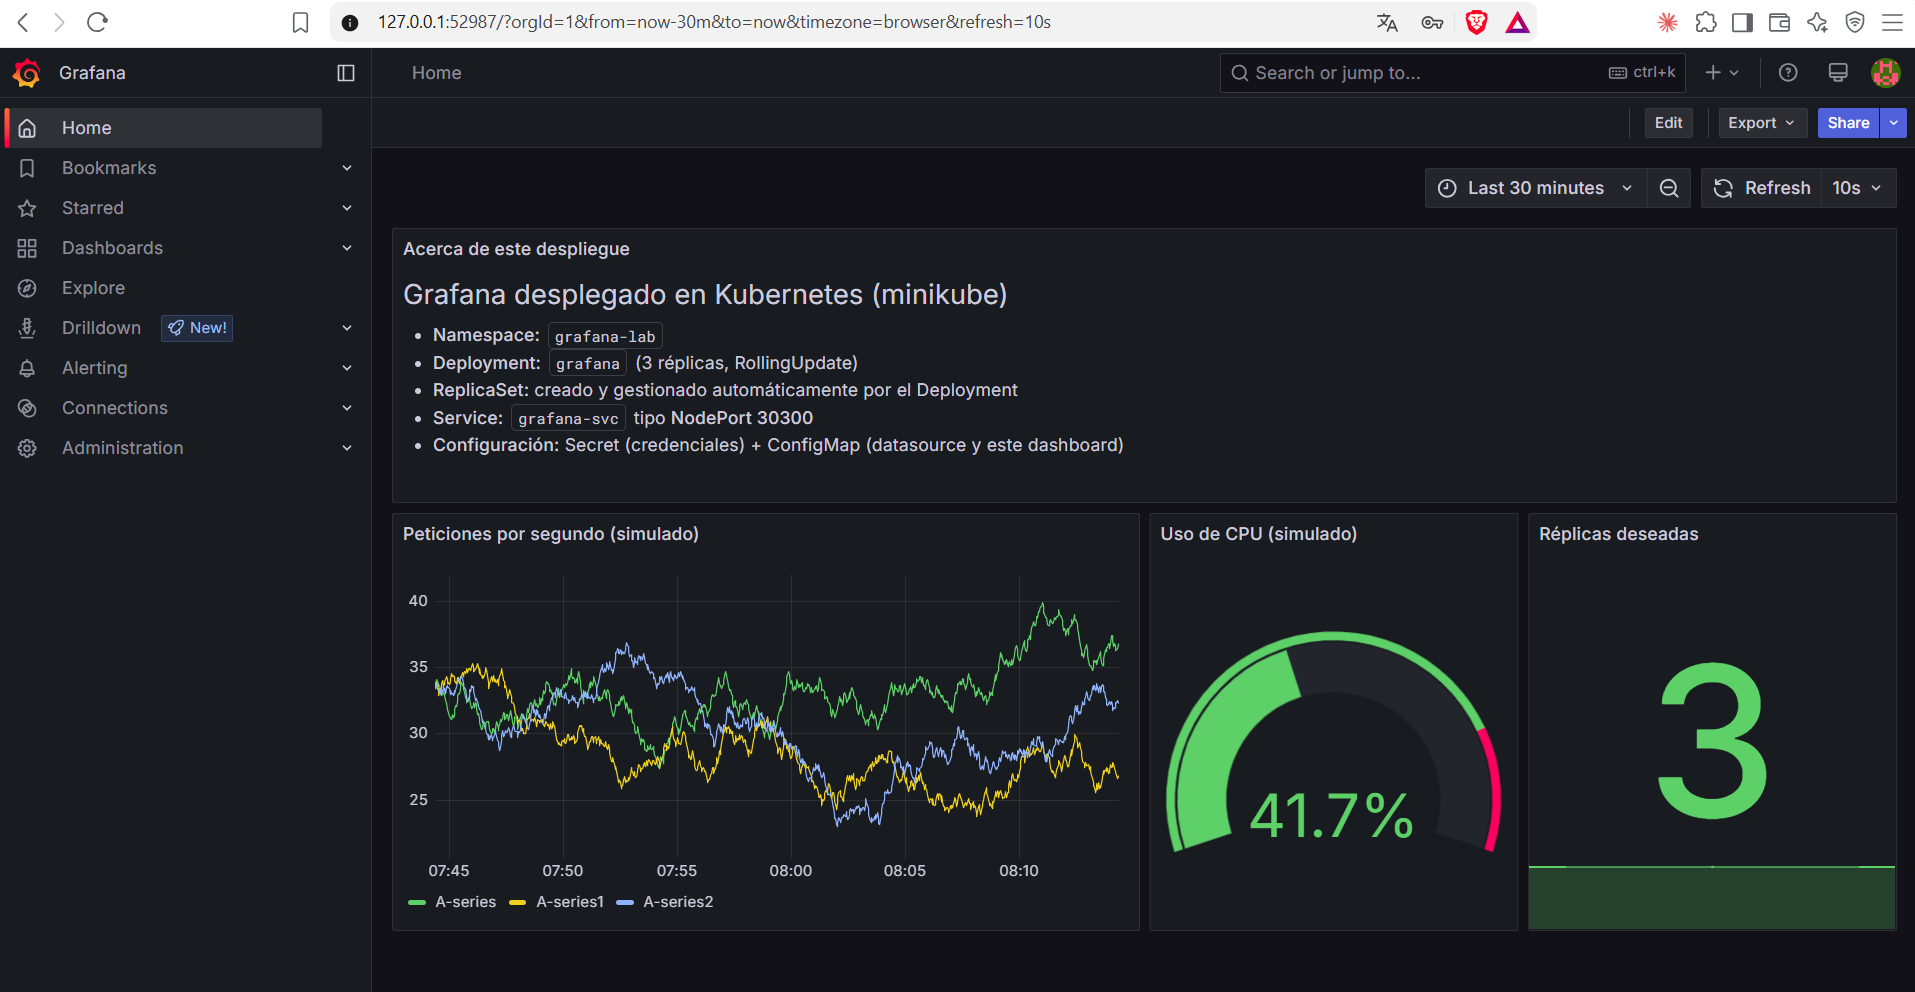 127.0.0.1:52987/?orgId=1&from=now-30m&to=now&timezone=browser&refresh=10s
Grafana
Home
Search or jump to...
ctrl+k
Home
Bookmarks
Starred
Dashboards
Explore
Drilldown New!
Alerting
Connections
Administration
Edit
Export
Share
Last 30 minutes
Refresh
10s
Acerca de este despliegue
Grafana desplegado en Kubernetes (minikube)
Namespace: grafana-lab
Deployment: grafana (3 réplicas, RollingUpdate)
ReplicaSet: creado y gestionado automáticamente por el Deployment
Service: grafana-svc tipo NodePort 30300
Configuración: Secret (credenciales) + ConfigMap (datasource y este dashboard)
Peticiones por segundo (simulado)
40
35
30
25
07:45 07:50 07:55 08:00 08:05 08:10
A-series A-series1 A-series2
Uso de CPU (simulado)
41.7%
Réplicas deseadas
3